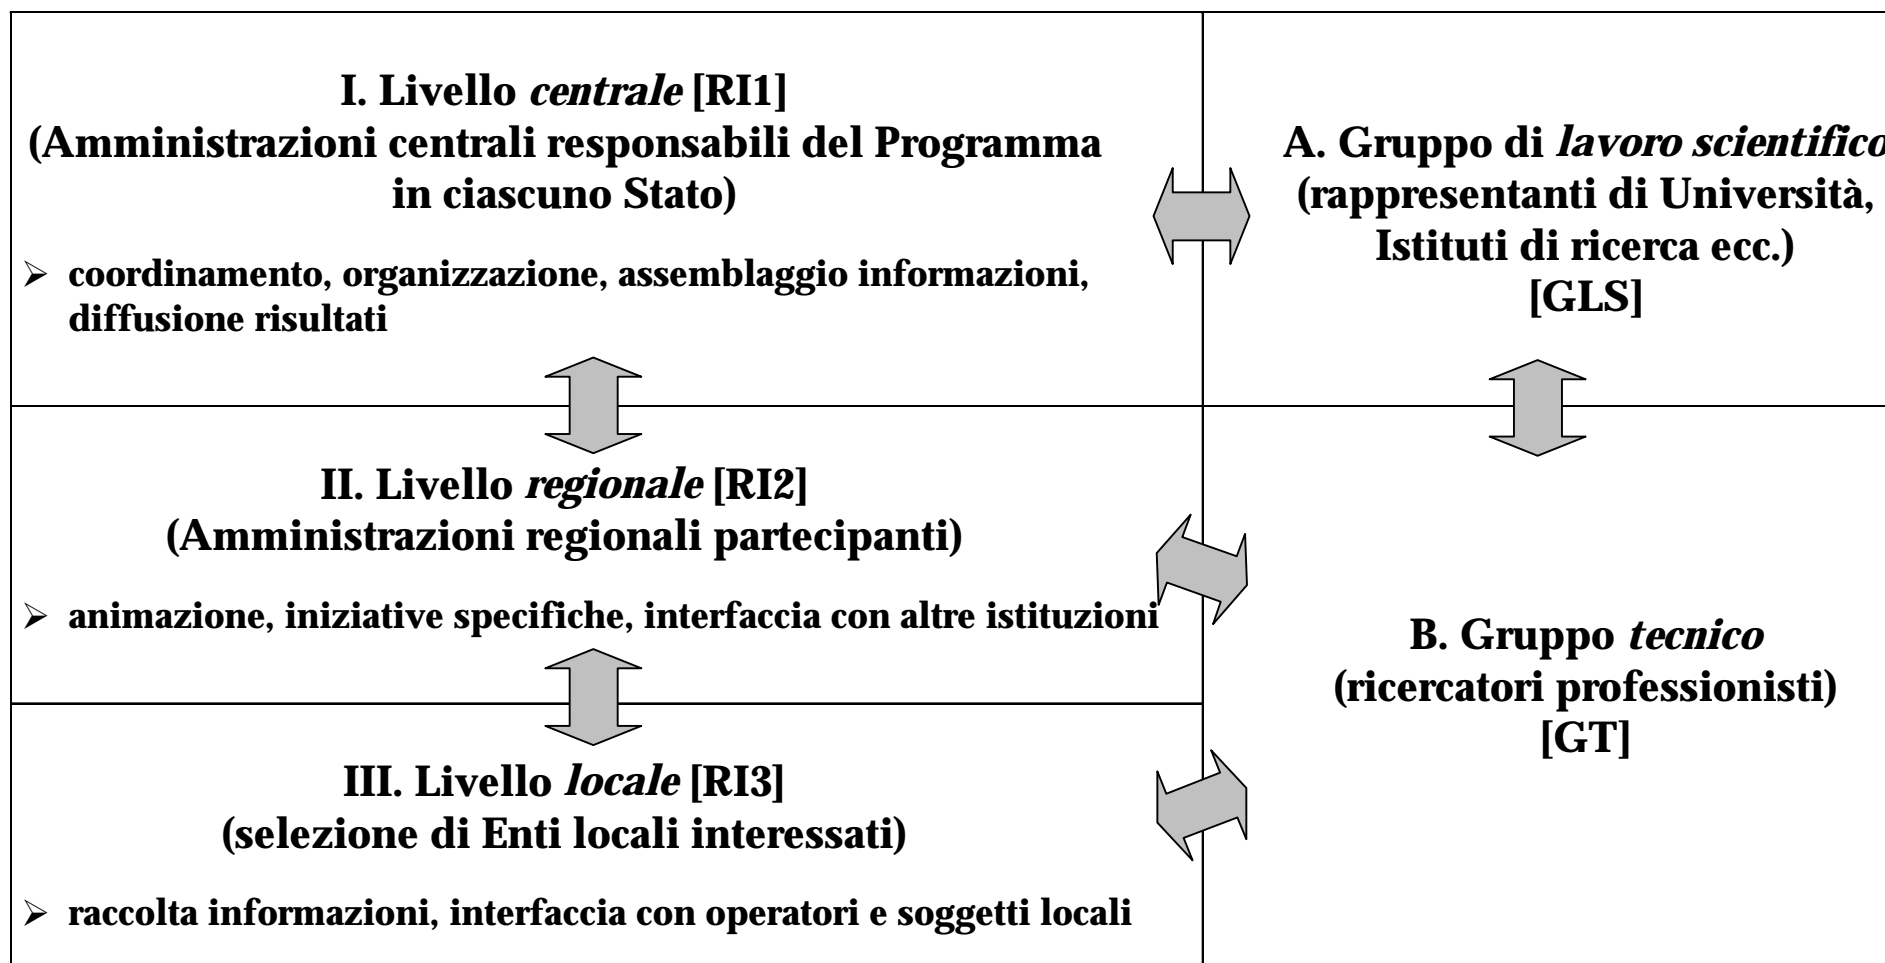 I. Livello centrale [RI1]
(Amministrazioni centrali responsabili del Programma
in ciascuno Stato)
➢ coordinamento, organizzazione, assemblaggio informazioni,
diffusione risultati
A. Gruppo di lavoro scientifico
(rappresentanti di Università,
Istituti di ricerca ecc.)
[GLS]
II. Livello regionale [RI2]
(Amministrazioni regionali partecipanti)
➢ animazione, iniziative specifiche, interfaccia con altre istituzioni
III. Livello locale [RI3]
(selezione di Enti locali interessati)
➢ raccolta informazioni, interfaccia con operatori e soggetti locali
B. Gruppo tecnico
(ricercatori professionisti)
[GT]